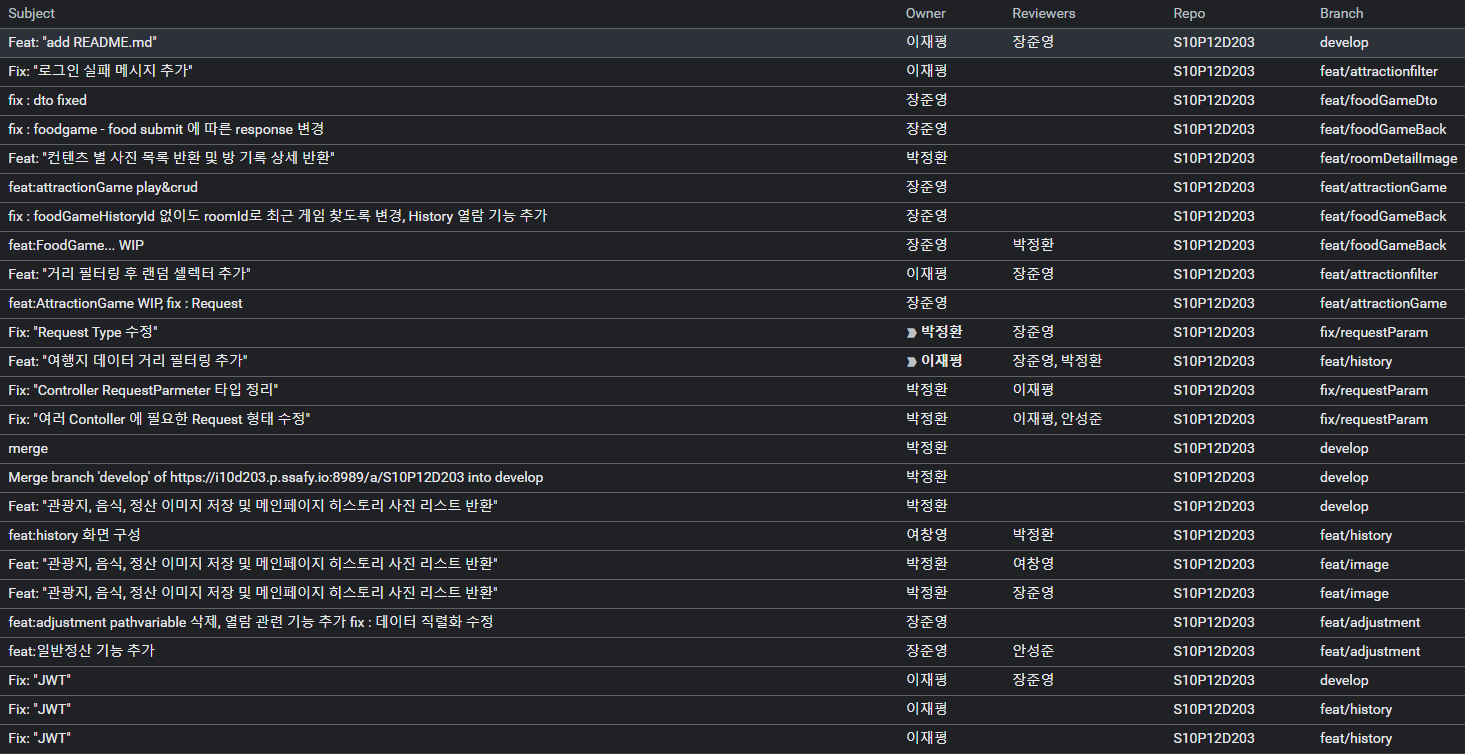 Subject Owner Reviewers Repo Branch
Feat: "add README.md" 이재평 장준영 S10P12D203 develop
Fix: "로그인 실패 메시지 추가" 이재평 S10P12D203 feat/attractionfilter
fix : dto fixed 장준영 S10P12D203 feat/foodGameDto
fix : foodgame - food submit 에 따른 response 변경 장준영 S10P12D203 feat/foodGameBack
Feat: "컨텐츠 별 사진 목록 반환 및 방 기록 상세 반환" 박정환 S10P12D203 feat/roomDetailImage
feat:attractionGame play&crud 장준영 S10P12D203 feat/attractionGame
fix : foodGameHistoryId 없이도 roomId로 최근 게임 찾도록 변경, History 열람 기능 추가 장준영 S10P12D203 feat/foodGameBack
feat:FoodGame... WIP 장준영 박정환 S10P12D203 feat/foodGameBack
Feat: "거리 필터링 후 랜덤 셀렉터 추가" 이재평 장준영 S10P12D203 feat/attractionfilter
feat:AttractionGame WIP, fix : Request 장준영 S10P12D203 feat/attractionGame
Fix: "Request Type 수정" 박정환 장준영 S10P12D203 fix/requestParam
Feat: "여행지 데이터 거리 필터링 추가" 이재평 장준영, 박정환 S10P12D203 feat/history
Fix: "Controller RequestParmeter 타입 정리" 박정환 이재평 S10P12D203 fix/requestParam
Fix: "여러 Contoller 에 필요한 Request 형태 수정" 박정환 이재평, 안성준 S10P12D203 fix/requestParam
merge 박정환 S10P12D203 develop
Merge branch 'develop' of https://i10d203.p.ssafy.io:8989/a/S10P12D203 into develop 박정환 S10P12D203 develop
Feat: "관광지, 음식, 정산 이미지 저장 및 메인페이지 히스토리 사진 리스트 반환" 박정환 S10P12D203 develop
feat:history 화면 구성 여창영 박정환 S10P12D203 feat/history
Feat: "관광지, 음식, 정산 이미지 저장 및 메인페이지 히스토리 사진 리스트 반환" 박정환 여창영 S10P12D203 feat/image
Feat: "관광지, 음식, 정산 이미지 저장 및 메인페이지 히스토리 사진 리스트 반환" 박정환 장준영 S10P12D203 feat/image
feat:adjustment pathvariable 삭제, 열람 관련 기능 추가 fix : 데이터 직렬화 수정 장준영 S10P12D203 feat/adjustment
feat:일반정산 기능 추가 장준영 안성준 S10P12D203 feat/adjustment
Fix: "JWT" 이재평 장준영 S10P12D203 develop
Fix: "JWT" 이재평 S10P12D203 feat/history
Fix: "JWT" 이재평 S10P12D203 feat/history